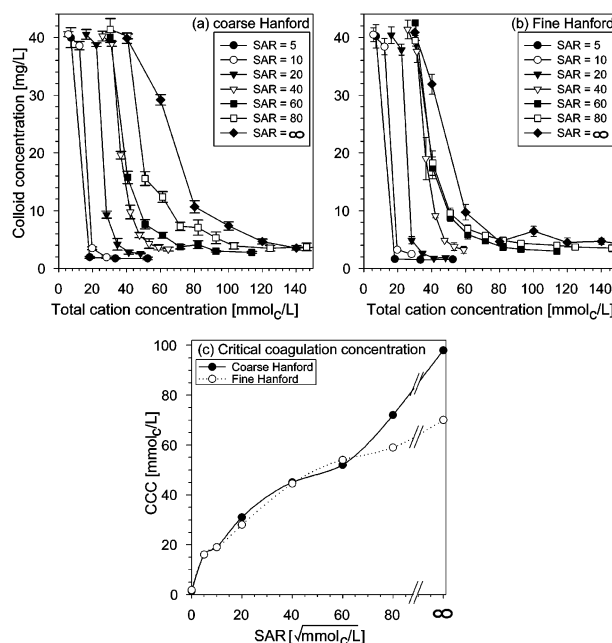 (a) coarse Hanford
SAR = 5
SAR = 10
SAR = 20
SAR = 40
SAR = 60
SAR = 80
SAR = ∞
Colloid concentration [mg/L]
50
40
30
20
10
0
0 20 40 60 80 100 120 140
Total cation concentration [mmolC/L]
(b) Fine Hanford
SAR = 5
SAR = 10
SAR = 20
SAR = 40
SAR = 60
SAR = 80
SAR = ∞
50
40
30
20
10
0
0 20 40 60 80 100 120 140
Total cation concentration [mmolC/L]
(c) Critical coagulation concentration
Coarse Hanford
Fine Hanford
CCC [mmolC/L]
100
80
60
40
20
0
0 20 40 60 80 ∞
SAR [√mmolC/L]